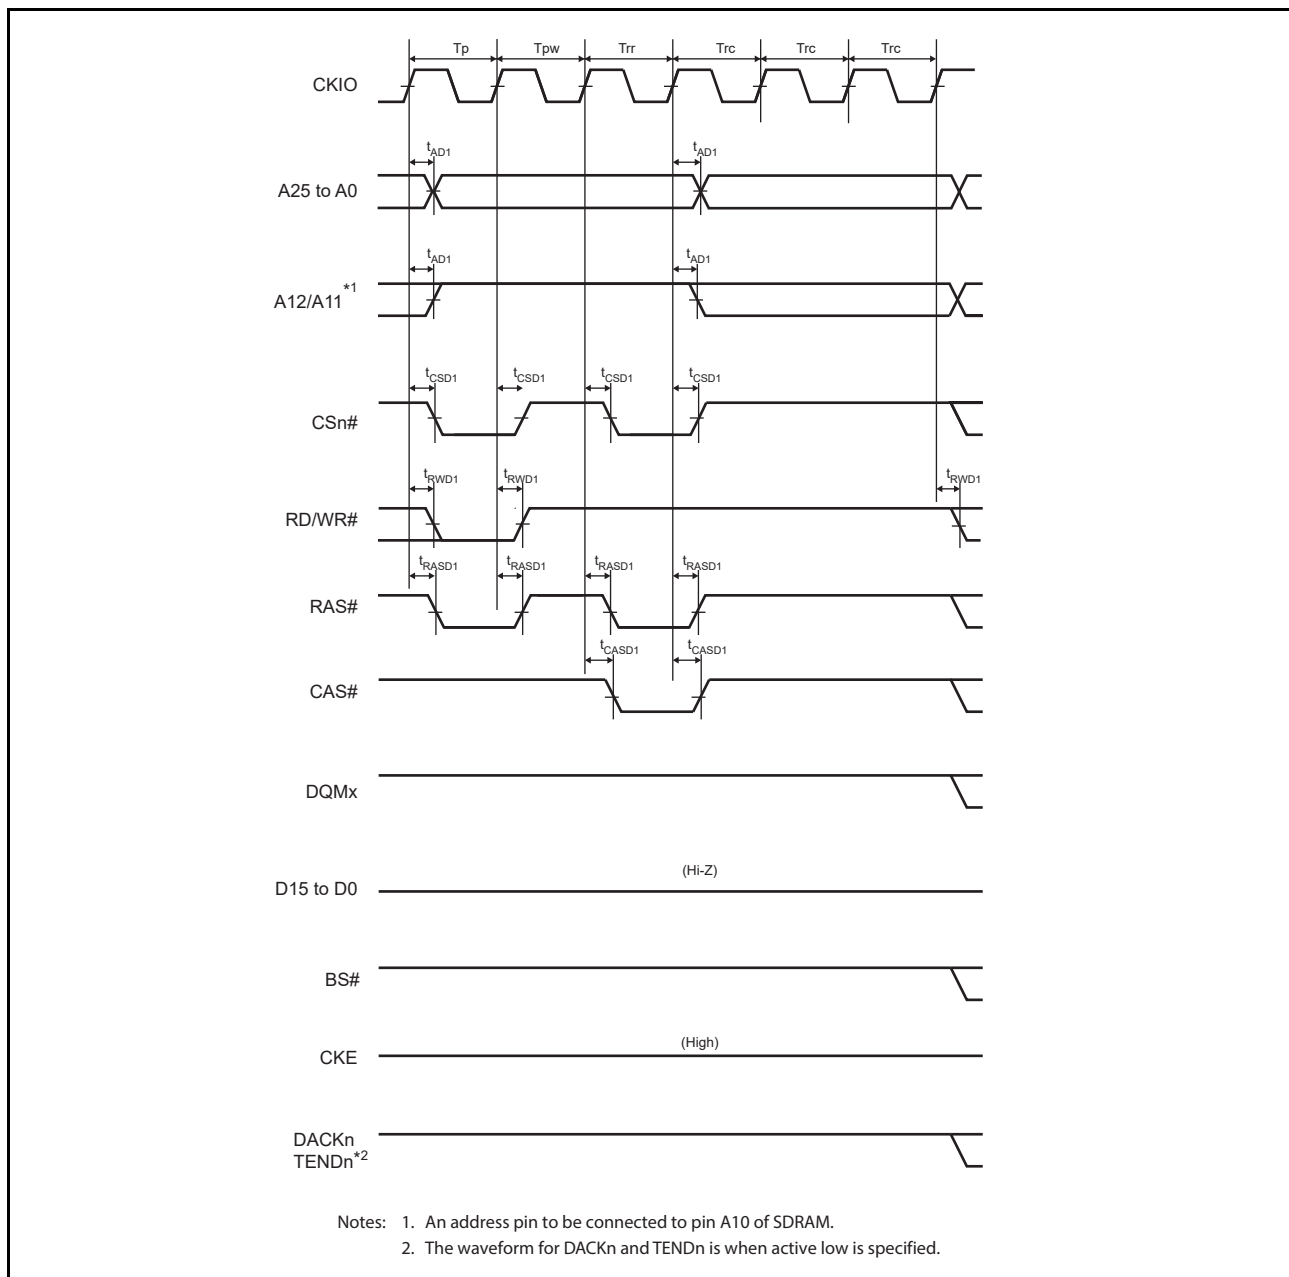 Tp Tpw Trr Trc Trc Trc
CKIO
tAD1 tAD1
A25 to A0
tAD1 tAD1
A12/A11*1
tCSD1 tCSD1 tCSD1 tCSD1
CSn#
tRWD1 tRWD1 tRWD1
RD/WR#
tRASD1 tRASD1 tRASD1 tRASD1
RAS#
tCASD1 tCASD1
CAS#
DQMx
(Hi-Z)
D15 to D0
BS#
(High)
CKE
DACKn
TENDn*2
Notes: 1. An address pin to be connected to pin A10 of SDRAM.
2. The waveform for DACKn and TENDn is when active low is specified.